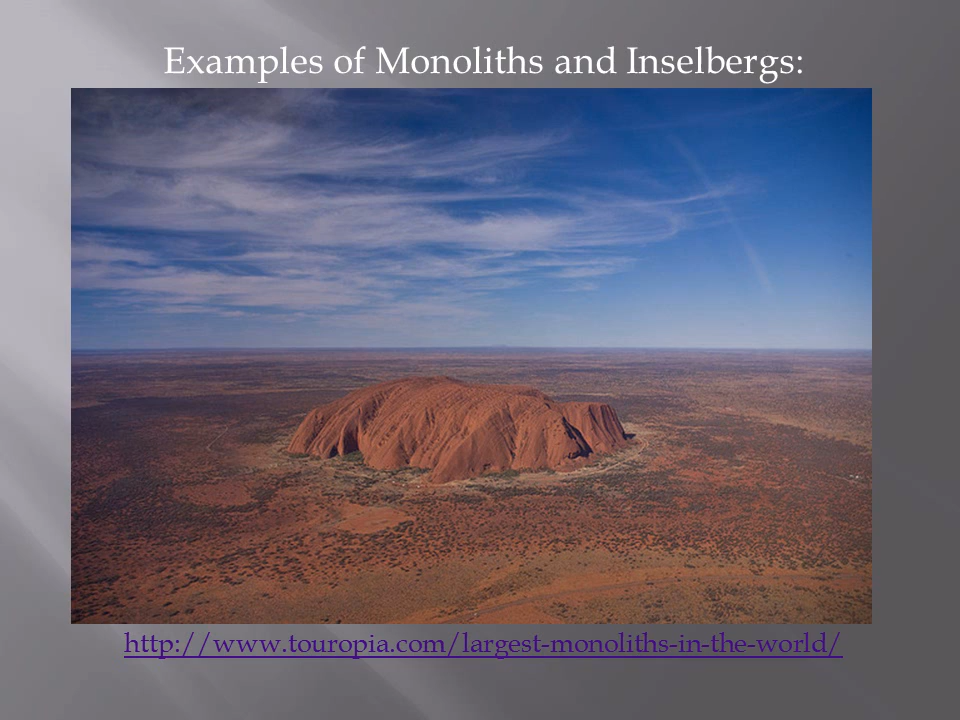 Examples of Monoliths and Inselbergs:
http://www.touropia.com/largest-monoliths-in-the-world/